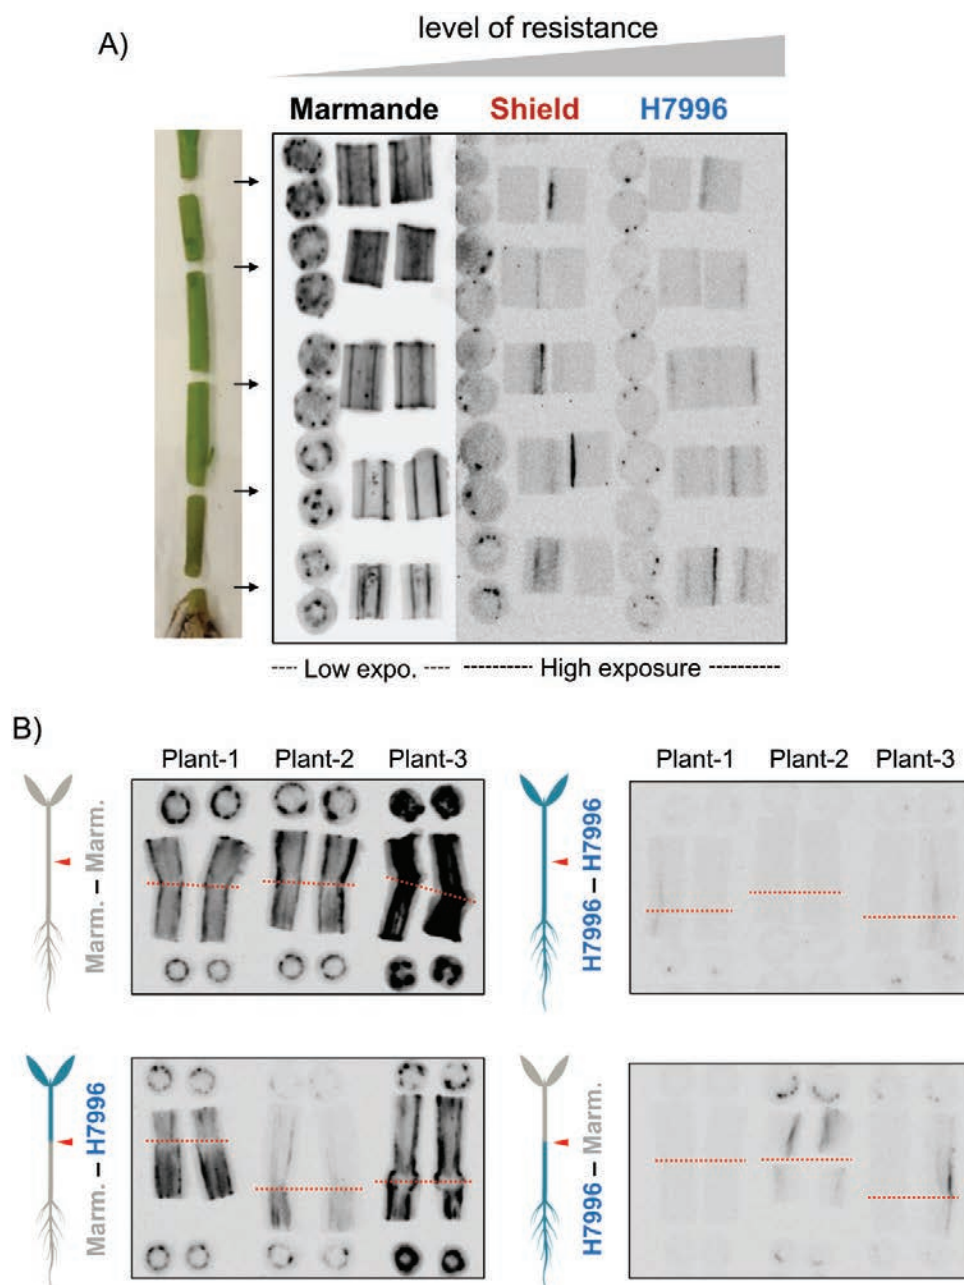 A)
level of resistance
Marmande Shield H7996
---- Low expo. ---- ---------- High exposure ----------
B)
Plant-1 Plant-2 Plant-3
Marm. – Marm.
Plant-1 Plant-2 Plant-3
H7996 – H7996
Marm. – H7996
H7996 – Marm.